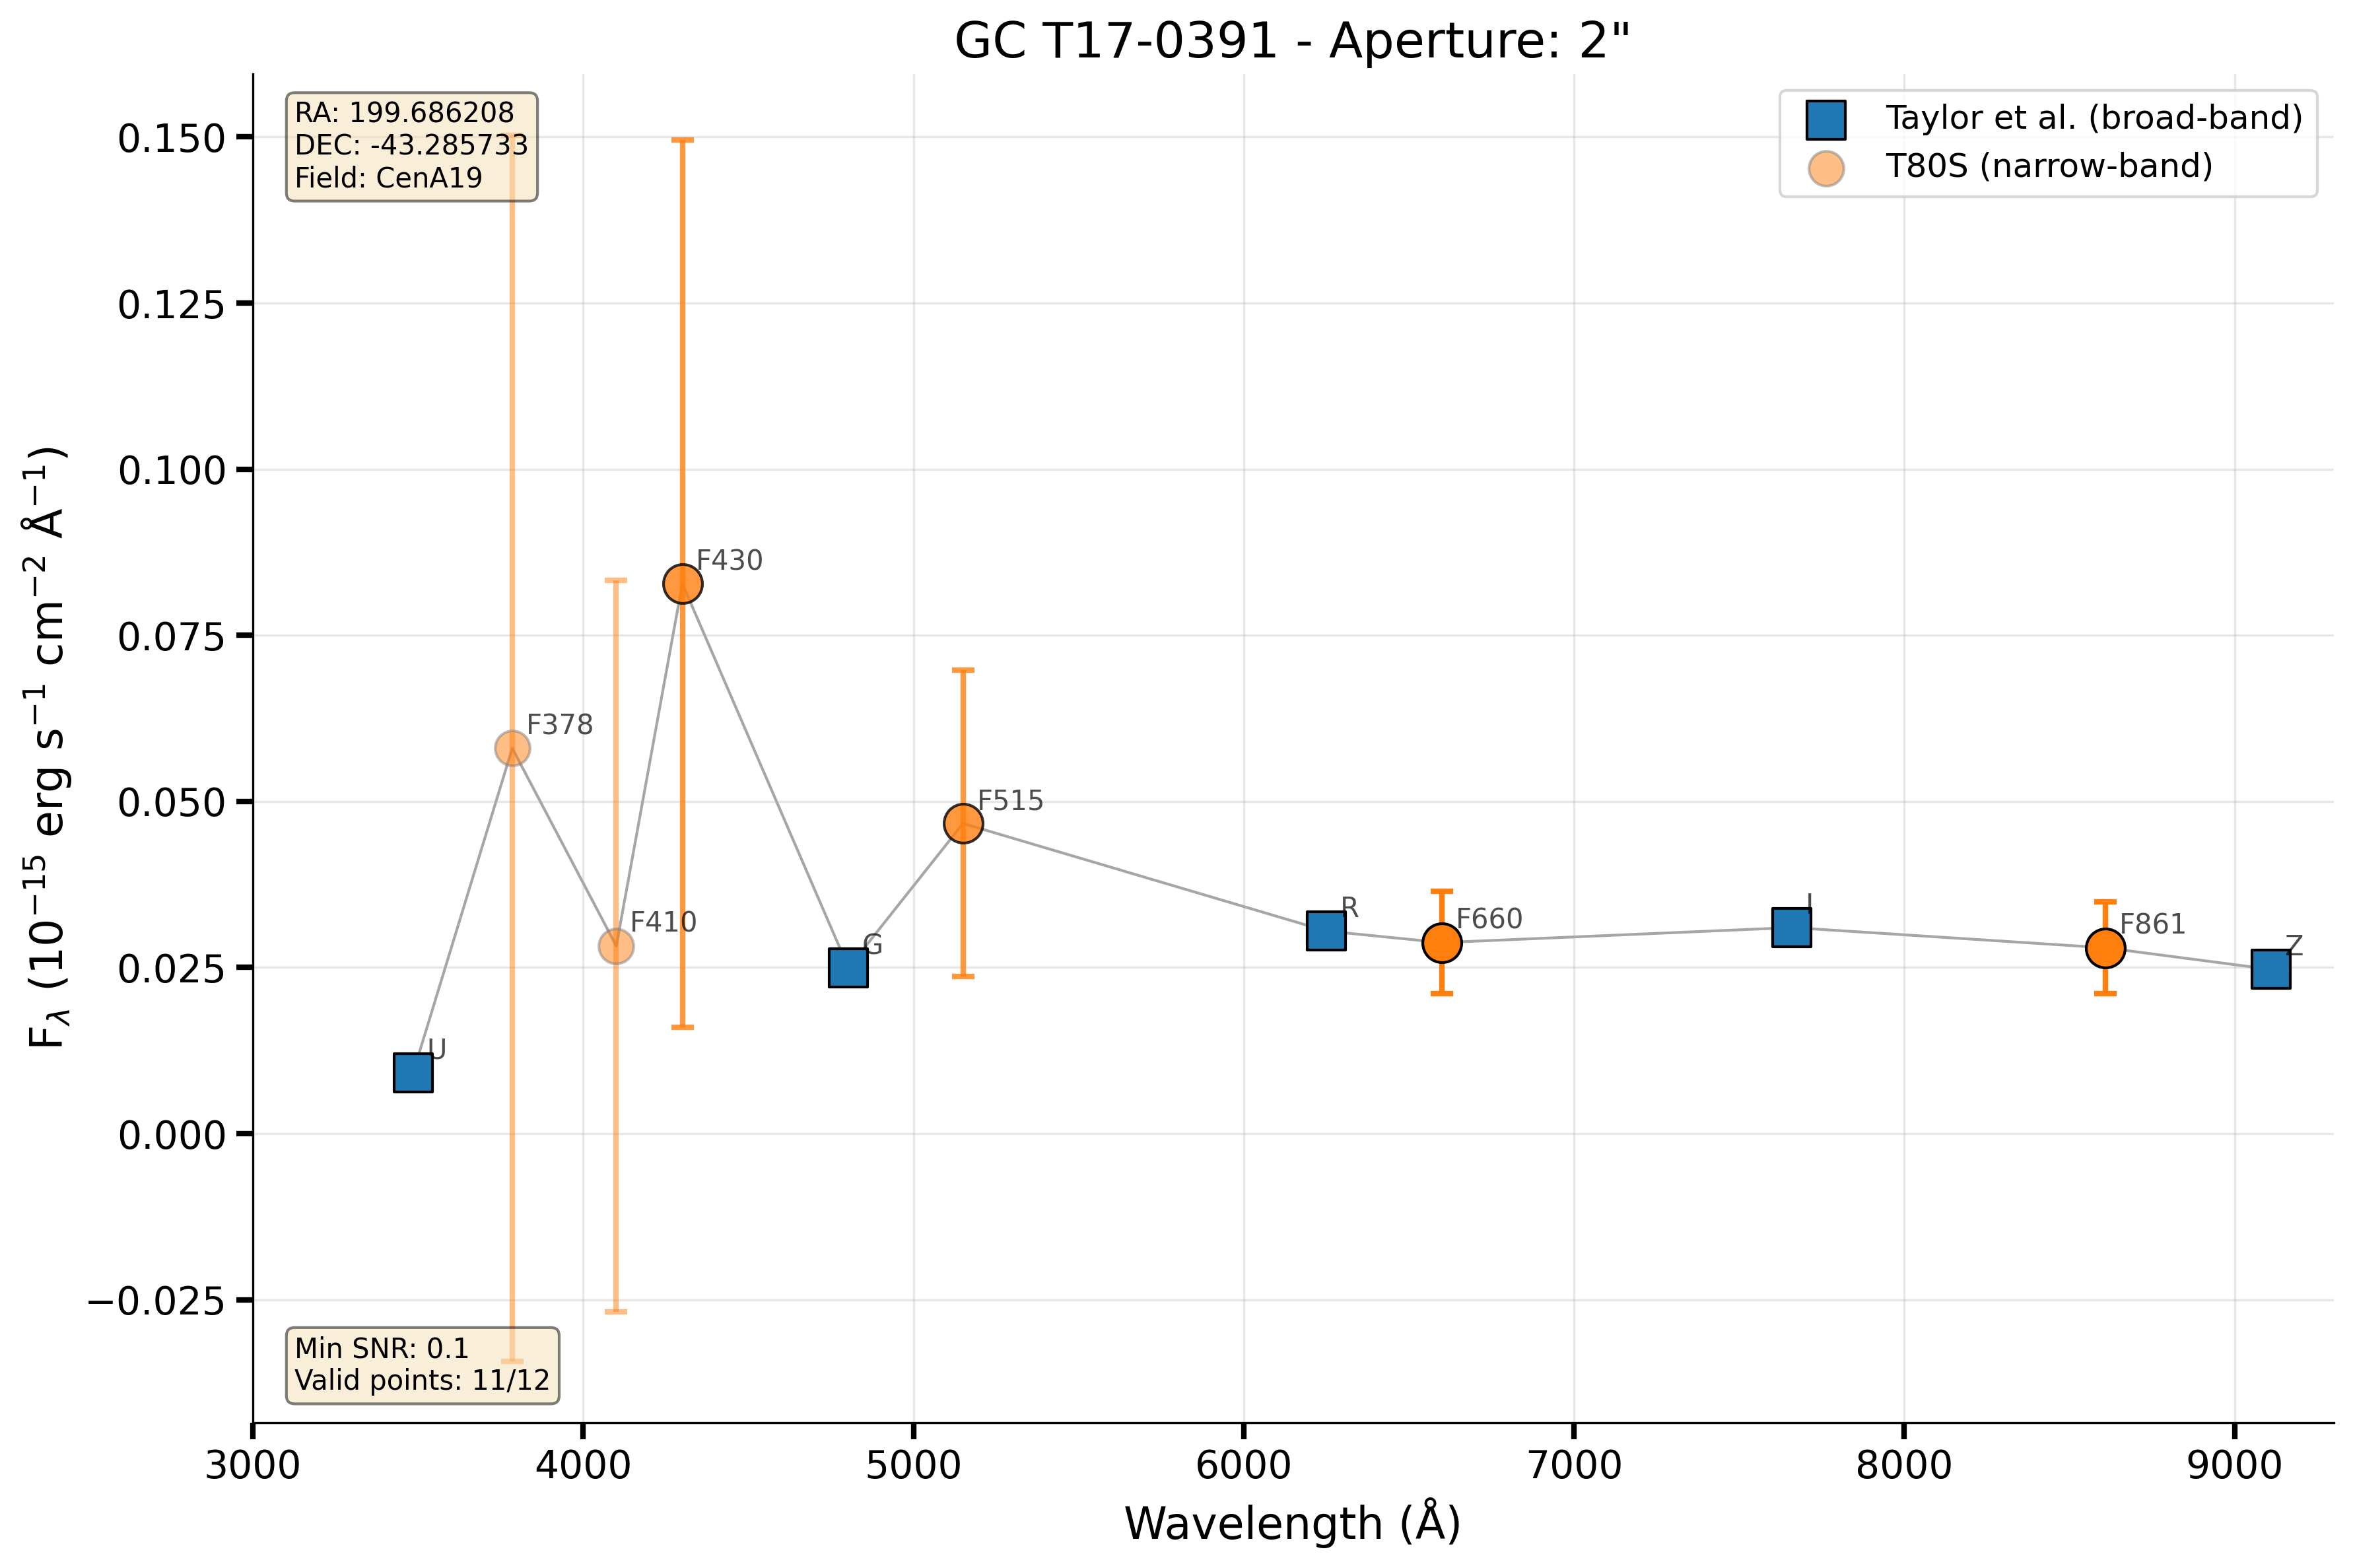 GC T17-0391 - Aperture: 2"
RA: 199.686208
DEC: -43.285733
Field: CenA19
Taylor et al. (broad-band)
T80S (narrow-band)
0.150
0.125
0.100
0.075
0.050
0.025
0.000
−0.025
F_λ (10⁻¹⁵ erg s⁻¹ cm⁻² Å⁻¹)
U
F378
F410
F430
G
F515
R
F660
I
F861
Z
Min SNR: 0.1
Valid points: 11/12
3000 4000 5000 6000 7000 8000 9000
Wavelength (Å)